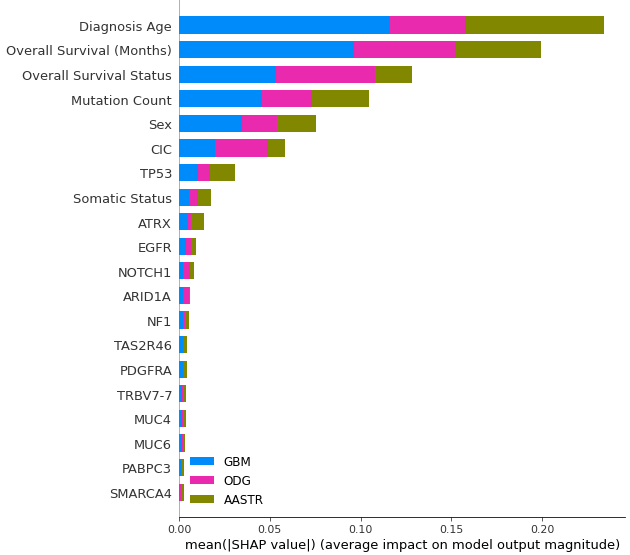 Diagnosis Age
Overall Survival (Months)
Overall Survival Status
Mutation Count
Sex
CIC
TP53
Somatic Status
ATRX
EGFR
NOTCH1
ARID1A
NF1
TAS2R46
PDGFRA
TRBV7-7
MUC4
MUC6
PABPC3
SMARCA4
GBM
ODG
AASTR
0.00 0.05 0.10 0.15 0.20
mean(|SHAP value|) (average impact on model output magnitude)